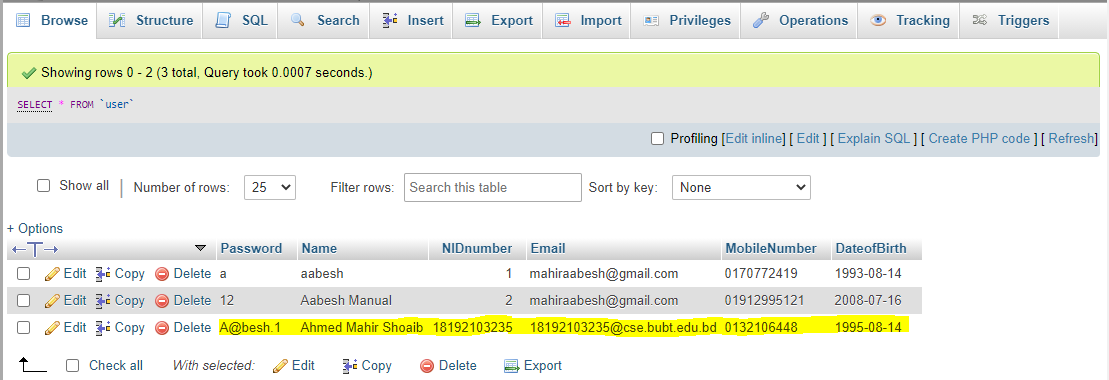 Browse Structure SQL Search Insert Export Import Privileges Operations Tracking Triggers
Showing rows 0 - 2 (3 total, Query took 0.0007 seconds.)
SELECT * FROM `user`
Profiling [Edit inline] [ Edit ] [ Explain SQL ] [ Create PHP code ] [ Refresh]
Show all | Number of rows: 25 Filter rows: Search this table Sort by key: None
+ Options
←T→ Password Name NIDnumber Email MobileNumber DateofBirth
Edit Copy Delete a aabesh 1 mahiraabesh@gmail.com 0170772419 1993-08-14
Edit Copy Delete 12 Aabesh Manual 2 mahiraabesh@gmail.com 01912995121 2008-07-16
Edit Copy Delete A@besh.1 Ahmed Mahir Shoaib 18192103235 18192103235@cse.bubt.edu.bd 0132106448 1995-08-14
Check all With selected: Edit Copy Delete Export